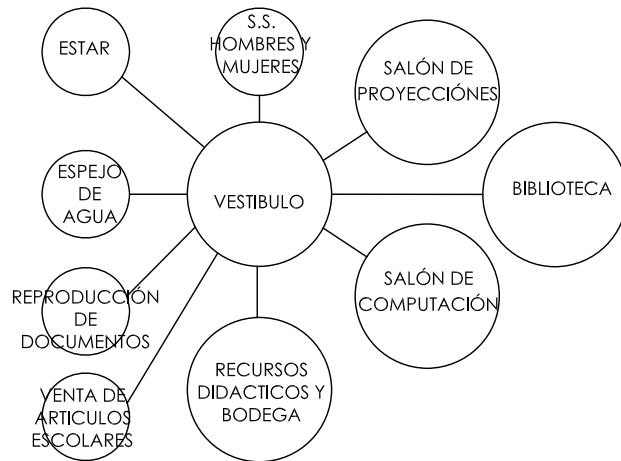 ESTAR
S.S.
HOMBRES Y
MUJERES
SALÓN DE
PROYECCIÓNES
ESPEJO
DE
AGUA
VESTIBULO
BIBLIOTECA
REPRODUCCIÓN
DE
DOCUMENTOS
SALÓN DE
COMPUTACIÓN
VENTA DE
ARTICULOS
ESCOLARES
RECURSOS
DIDACTICOS Y
BODEGA